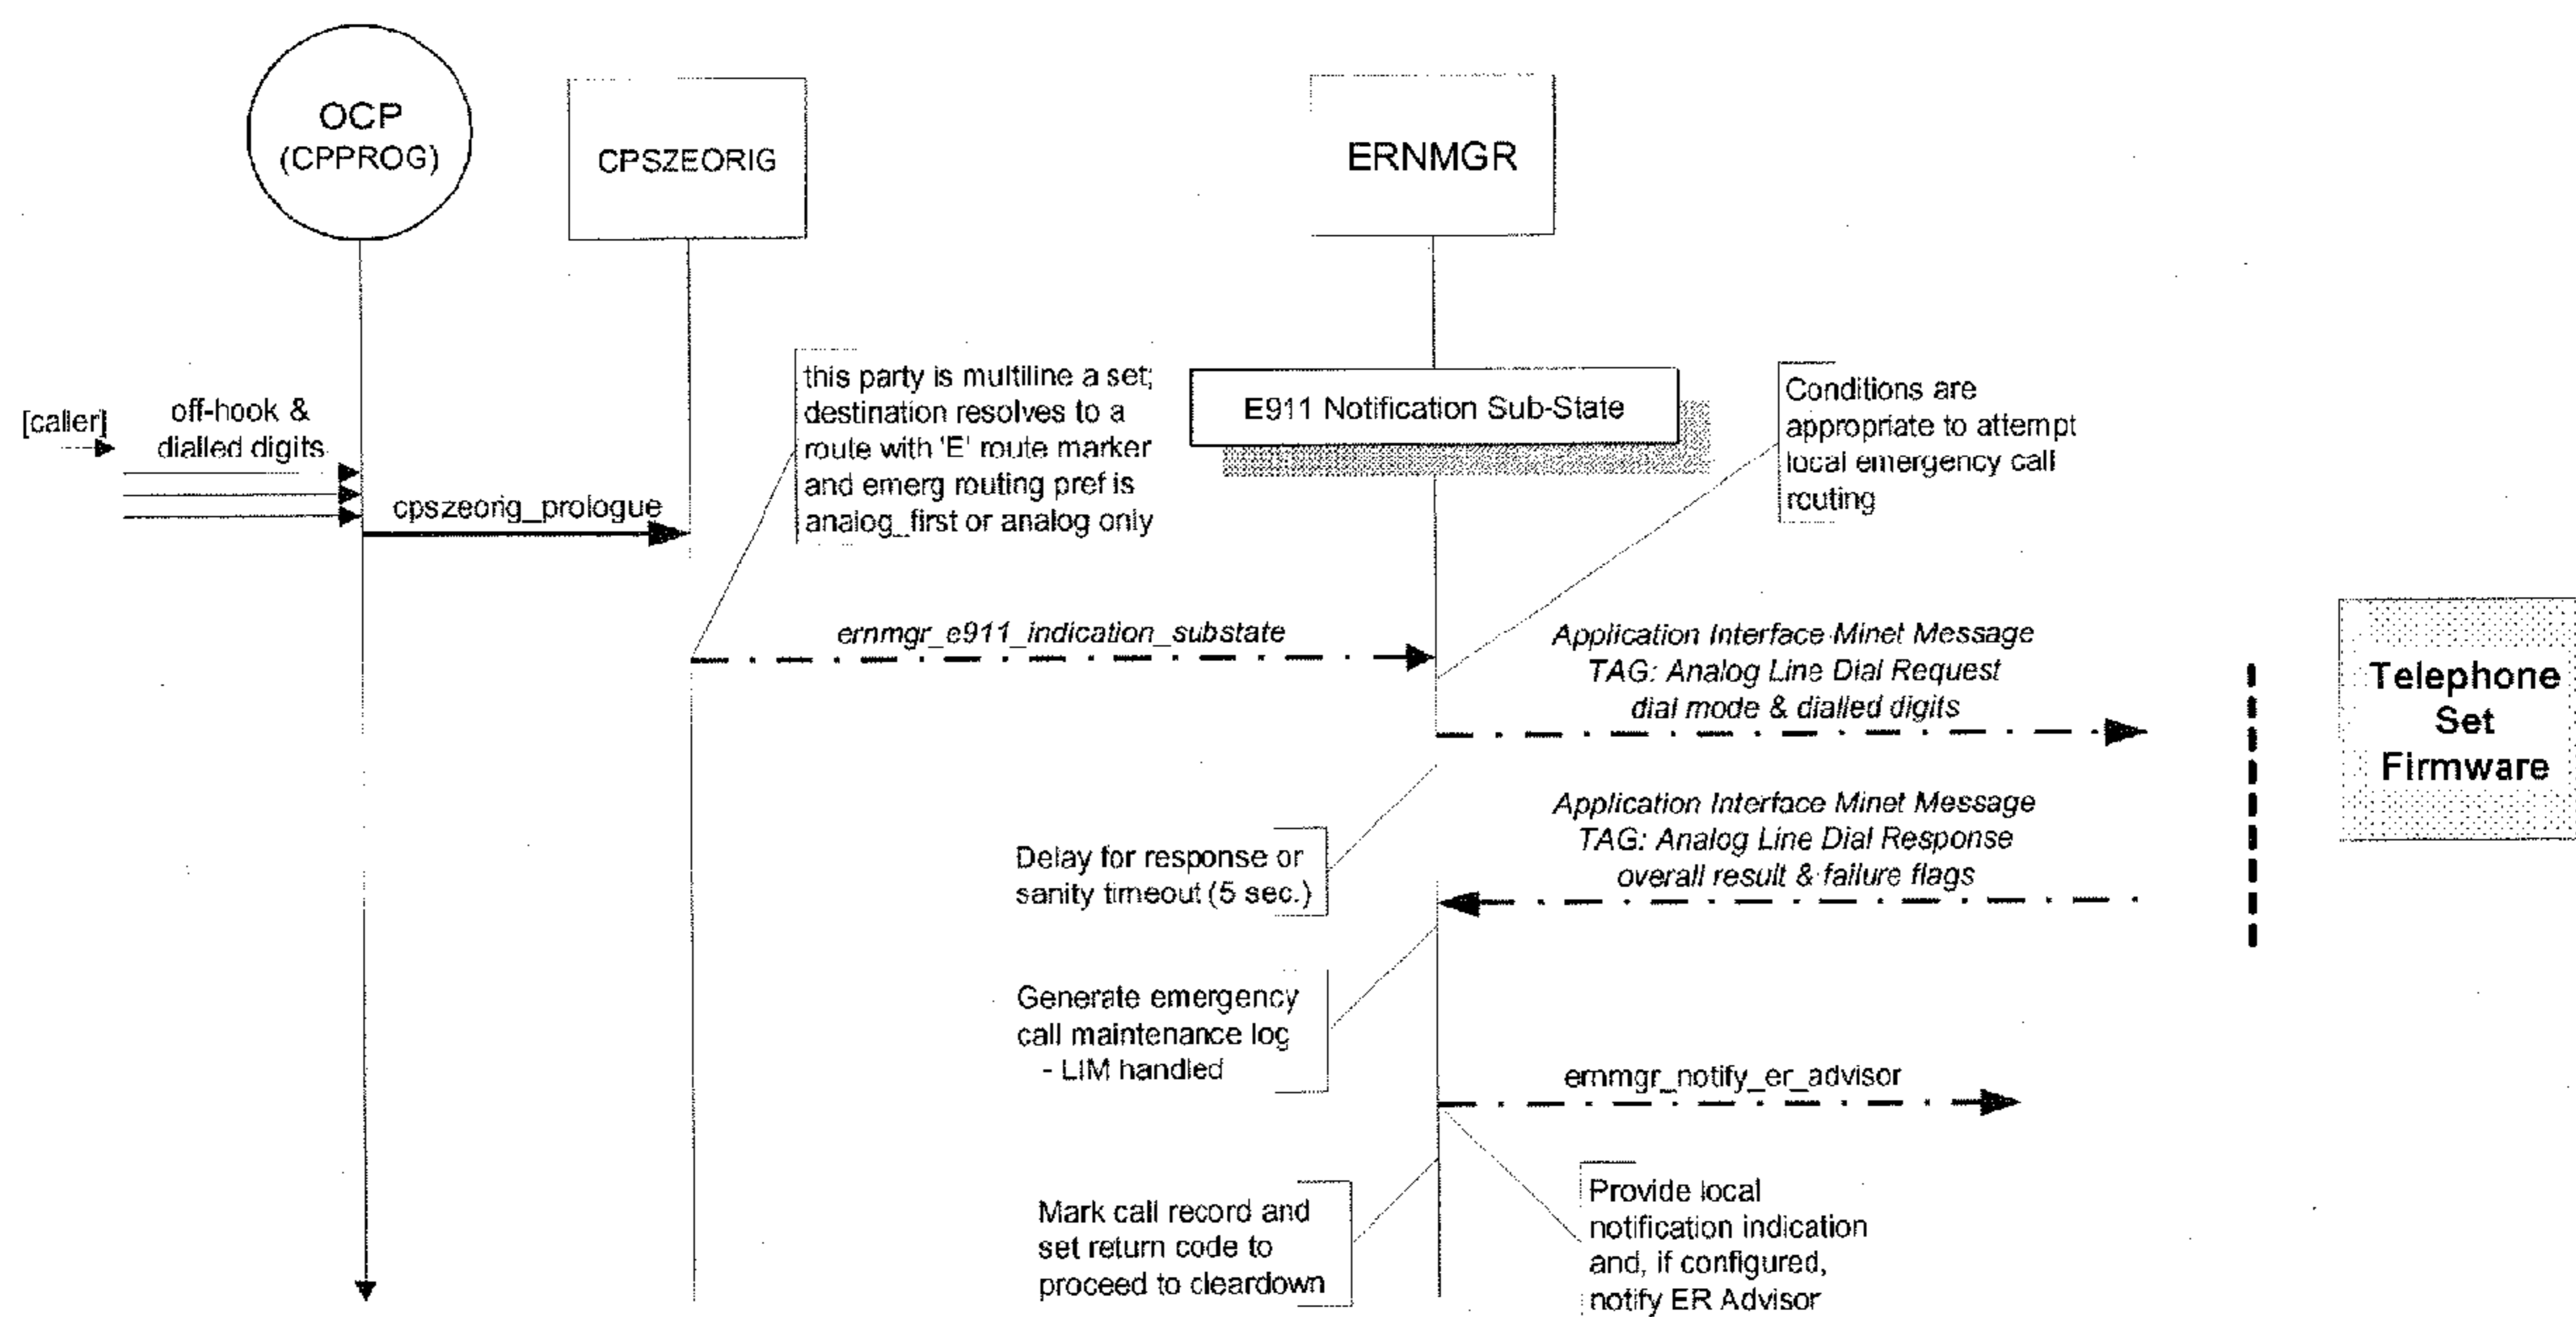 OCP
(CPPROG)
CPSZEORIG
ERNMGR
[caller]
off-hook &
dialled digits
cpszeorig_prologue
this party is multiline a set;
destination resolves to a
route with 'E' route marker
and emerg routing pref is
analog_first or analog only
E911 Notification Sub-State
Conditions are
appropriate to attempt
local emergency call
routing
ernmgr_e911_indication_substate
Application Interface Minet Message
TAG: Analog Line Dial Request
dial mode & dialled digits
Telephone
Set
Firmware
Delay for response or
sanity timeout (5 sec.)
Application Interface Minet Message
TAG: Analog Line Dial Response
overall result & failure flags
Generate emergency
call maintenance log
- LIM handled
ernmgr_notify_er_advisor
Mark call record and
set return code to
proceed to cleardown
Provide local
notification indication
and, if configured,
notify ER Advisor